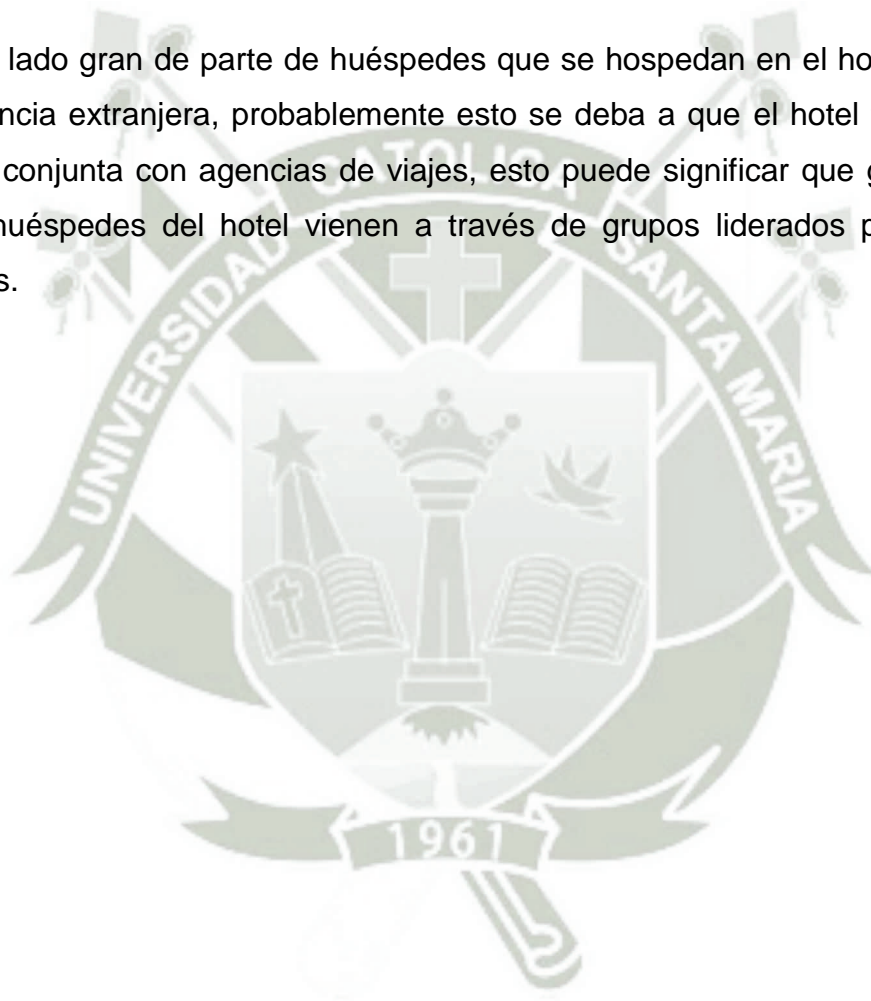 lado gran de parte de huéspedes que se hospedan en el ho
ncia extranjera, probablemente esto se deba a que el hotel
conjunta con agencias de viajes, esto puede significar que g
huéspedes del hotel vienen a través de grupos liderados p
s.
UNIVERSIDAD CATOLICA SANTA MARIA
1961